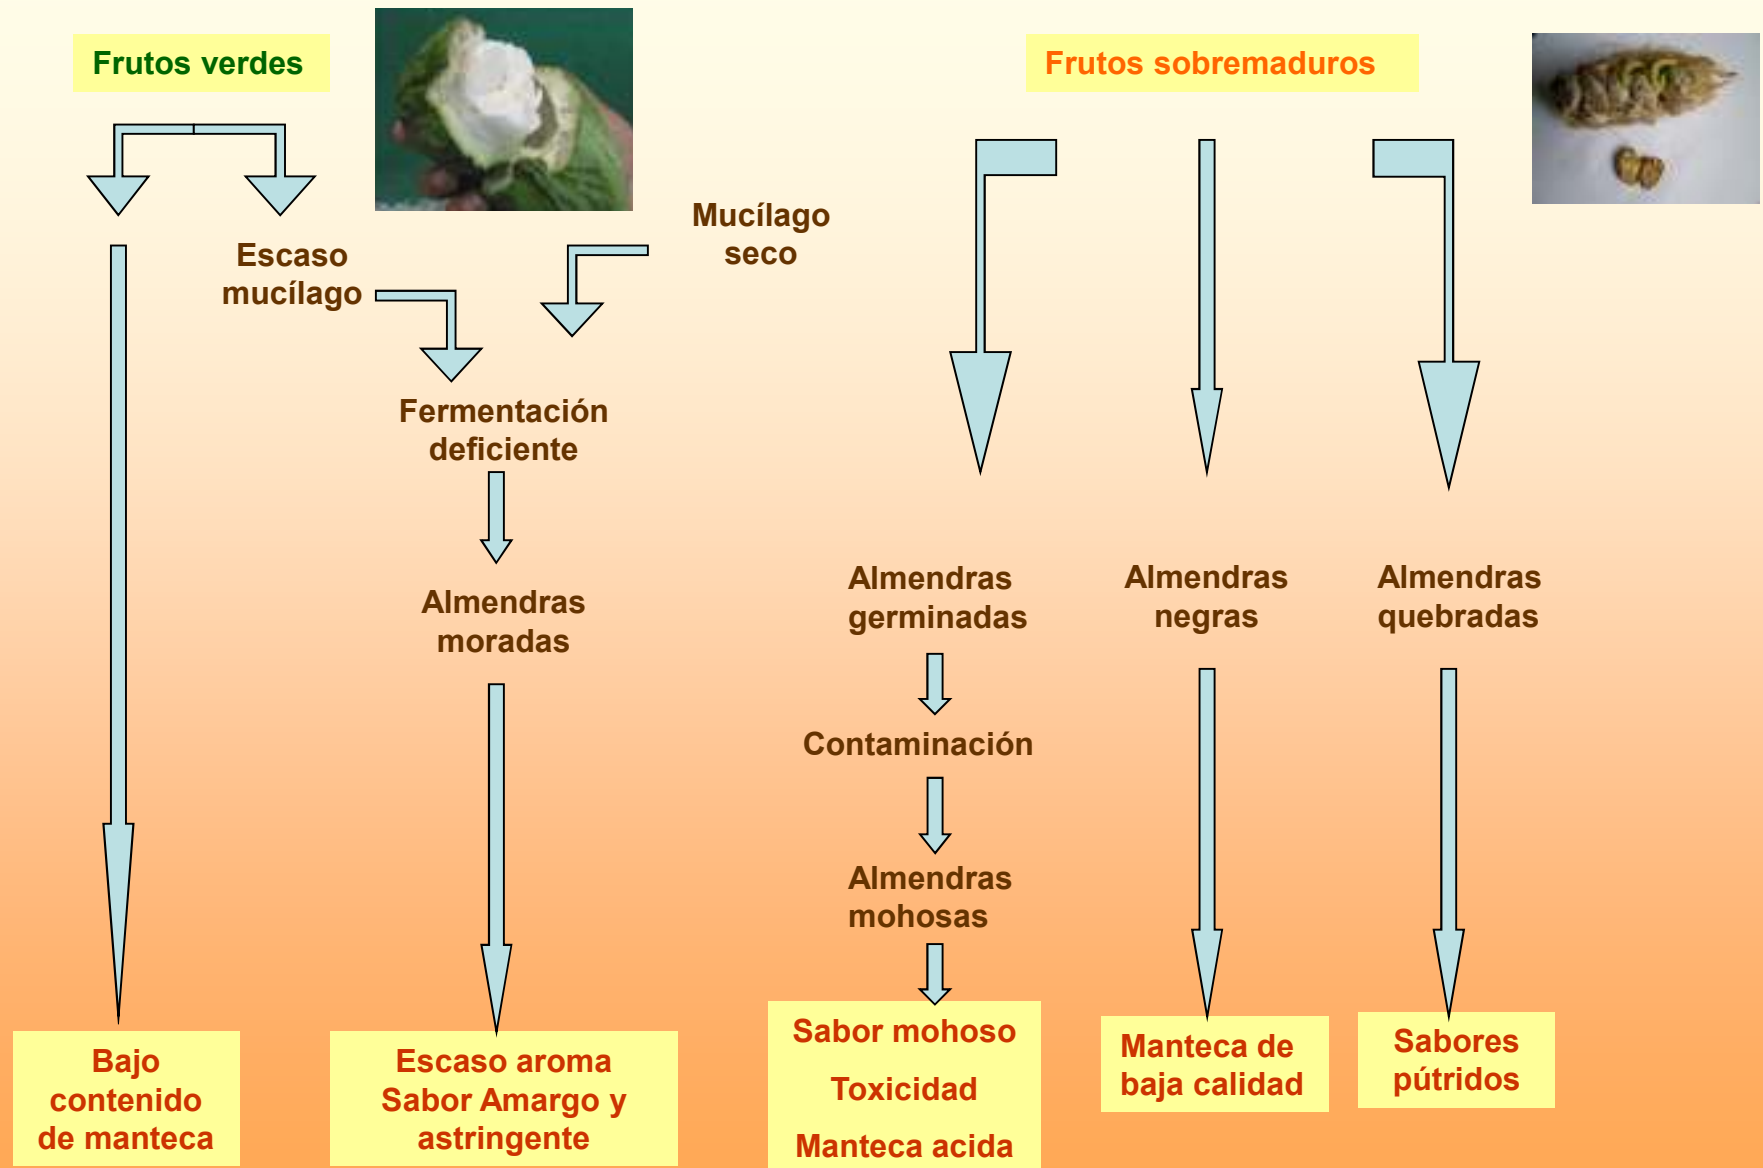 Frutos verdes
Frutos sobremaduros
Mucílago
seco
Escaso
mucílago
Fermentación
deficiente
Almendras
moradas
Almendras
germinadas
Almendras
negras
Almendras
quebradas
Contaminación
Almendras
mohosas
Bajo
contenido
de manteca
Escaso aroma
Sabor Amargo y
astringente
Sabor mohoso
Toxicidad
Manteca acida
Manteca de
baja calidad
Sabores
pútridos